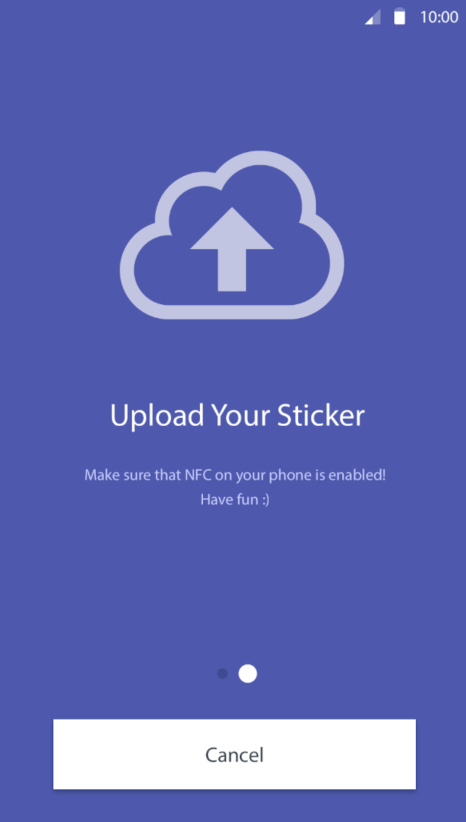 10:00
Upload Your Sticker
Make sure that NFC on your phone is enabled!
Have fun :)
Cancel